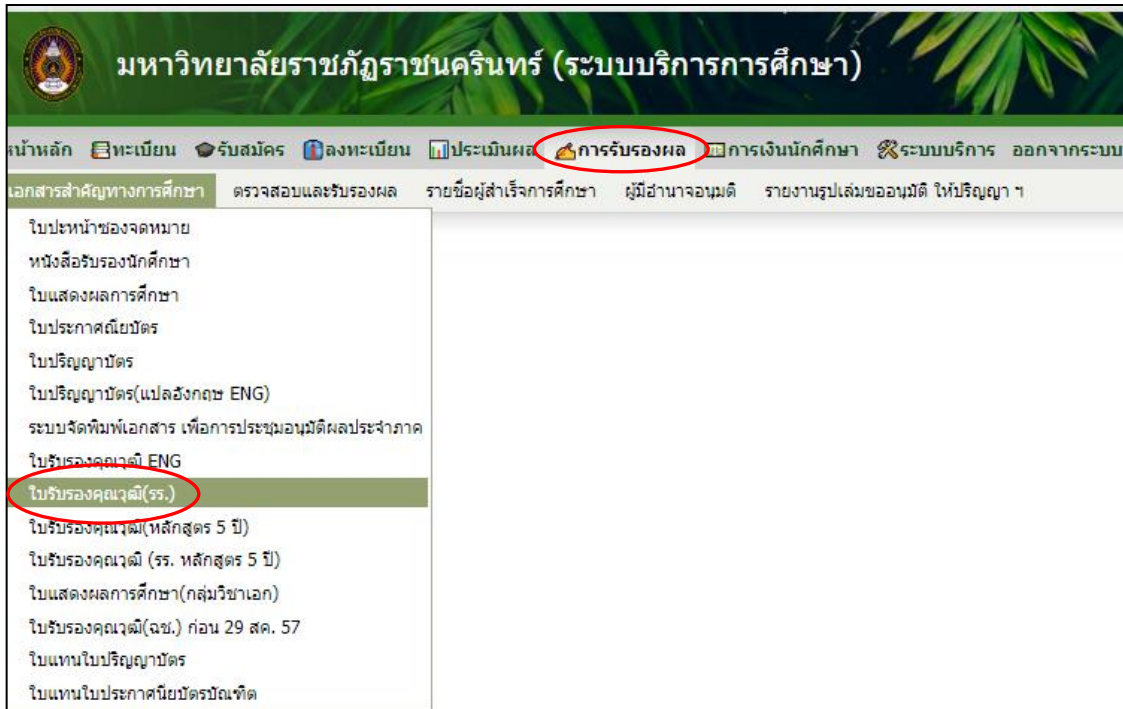 มหาวิทยาลัยราชภัฏราชนครินทร์ (ระบบบริการการศึกษา)
หน้าหลัก ทะเบียน รับสมัคร ลงทะเบียน ประเมินผล การรับรองผล การเงินนักศึกษา ระบบบริการ ออกจากระบบ
เอกสารสำคัญทางการศึกษา ตรวจสอบและรับรองผล รายชื่อผู้สำเร็จการศึกษา ผู้มีอำนาจอนุมติ รายงานรูปเล่มขออนุมัติ ให้ปริญญา ฯ
ใบปะหน้าซองจดหมาย
หนังสือรับรองนักศึกษา
ใบแสดงผลการศึกษา
ใบประกาศณียบัตร
ใบปริญญาบัตร
ใบปริญญาบัตร(แปลอังกฤษ ENG)
ระบบจัดพิมพ์เอกสาร เพื่อการประชุมอนุมัติผลประจำภาค
ใบรับรองคุณวุฒิ ENG
ใบรับรองคุณวุฒิ(รร.)
ใบรับรองคุณวุฒิ(หลักสูตร 5 ปี)
ใบรับรองคุณวุฒิ (รร. หลักสูตร 5 ปี)
ใบแสดงผลการศึกษา(กลุ่มวิชาเอก)
ใบรับรองคุณวุฒิ(ฉช.) ก่อน 29 สค. 57
ใบแทนใบปริญญาบัตร
ใบแทนใบประกาศนียบัตรบัณฑิต